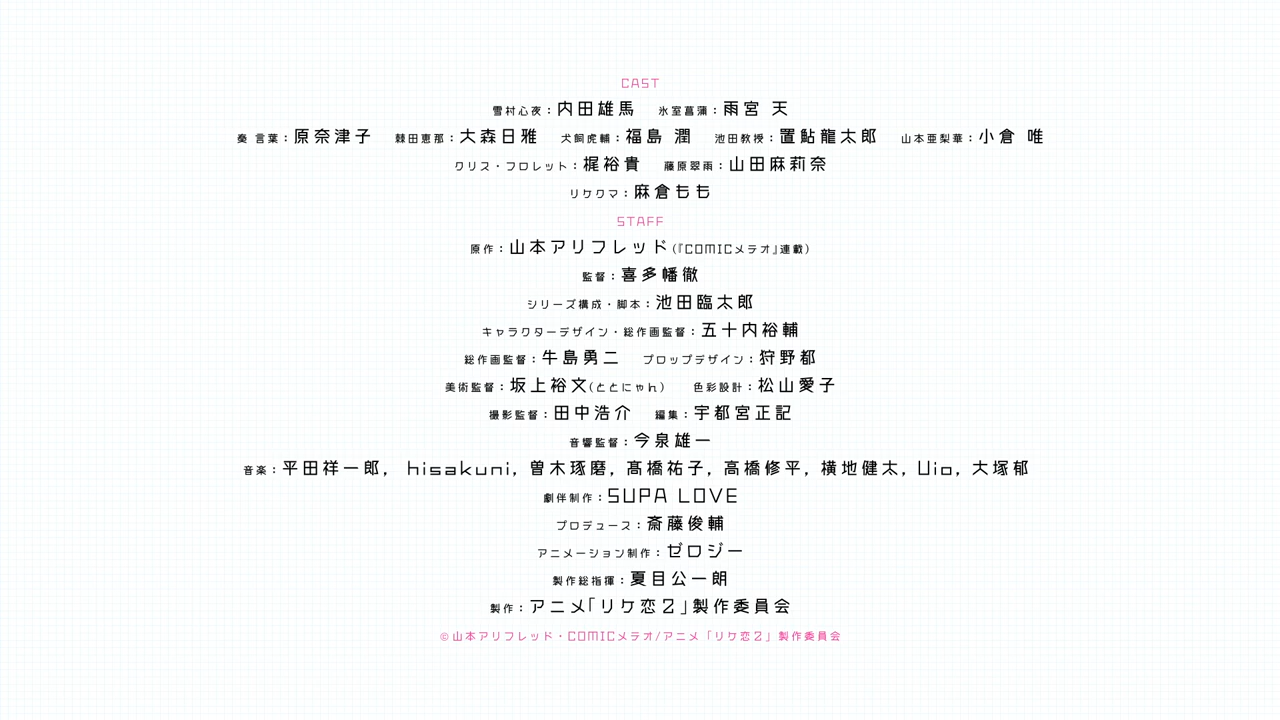 CAST
雪村心夜：内田雄馬　氷室菖蒲：雨宮 天
奏 言葉：原奈津子　棘田恵那：大森日雅　犬飼虎輔：福島 潤　池田教授：置鮎龍太郎　山本亜梨華：小倉 唯
クリス・フロレット：梶裕貴　藤原翠雨：山田麻莉奈
リケクマ：麻倉もも
STAFF
原作：山本アリフレッド（『COMICメテオ』連載）
監督：喜多幡徹
シリーズ構成・脚本：池田臨太郎
キャラクターデザイン・総作画監督：五十内裕輔
総作画監督：牛島勇二　プロップデザイン：狩野都
美術監督：坂上裕文（ととにゃん）　色彩設計：松山愛子
撮影監督：田中浩介　編集：宇都宮正記
音響監督：今泉雄一
音楽：平田祥一郎, hisakuni, 曽木琢磨, 髙橋祐子, 高橋修平, 横地健太, Uio, 大塚郁
劇伴制作：SUPA LOVE
プロデュース：斎藤俊輔
アニメーション制作：ゼロジー
製作総指揮：夏目公一朗
製作：アニメ「リケ恋２」製作委員会
©山本アリフレッド・COMICメテオ/アニメ「リケ恋２」製作委員会